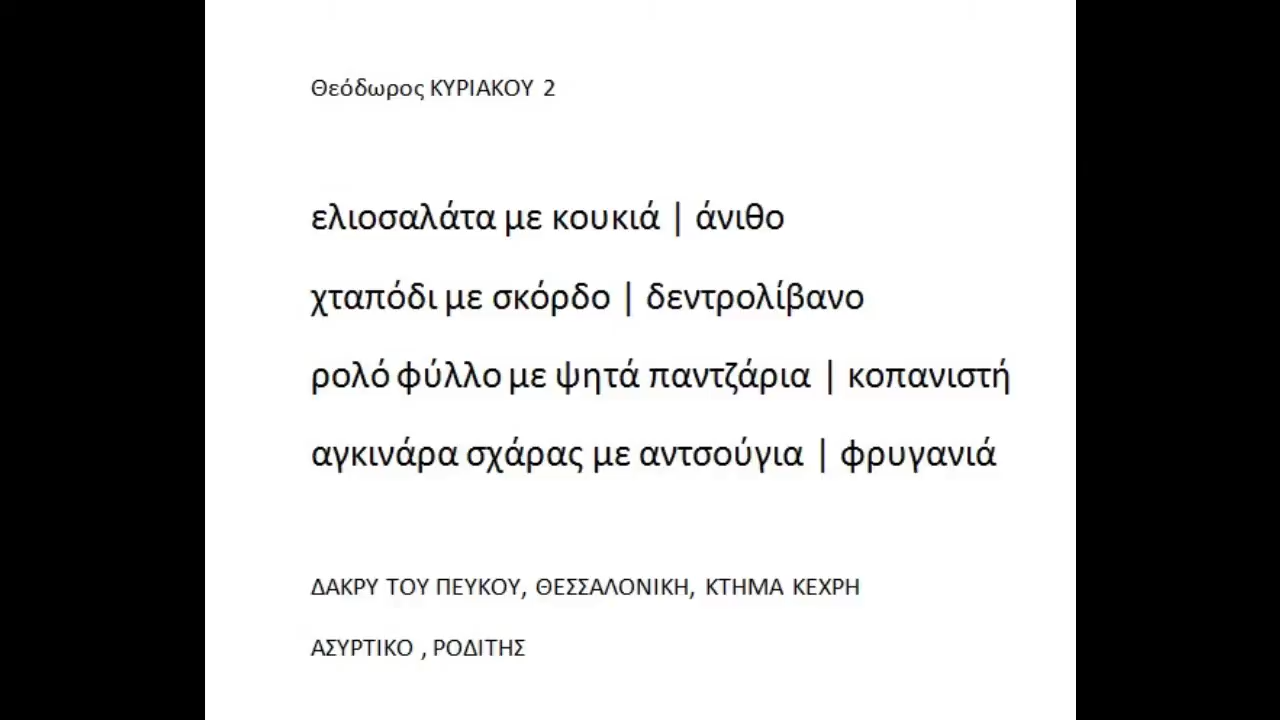 Θεόδωρος ΚΥΡΙΑΚΟΥ 2
ελιοσαλάτα με κουκιά | άνιθο
χταπόδι με σκόρδο | δεντρολίβανο
ρολό φύλλο με ψητά παντζάρια | κοπανιστή
αγκινάρα σχάρας με αντσούγια | φρυγανιά
ΔΑΚΡΥ ΤΟΥ ΠΕΥΚΟΥ, ΘΕΣΣΑΛΟΝΙΚΗ, ΚΤΗΜΑ ΚΕΧΡΗ
ΑΣΥΡΤΙΚΟ , ΡΟΔΙΤΗΣ